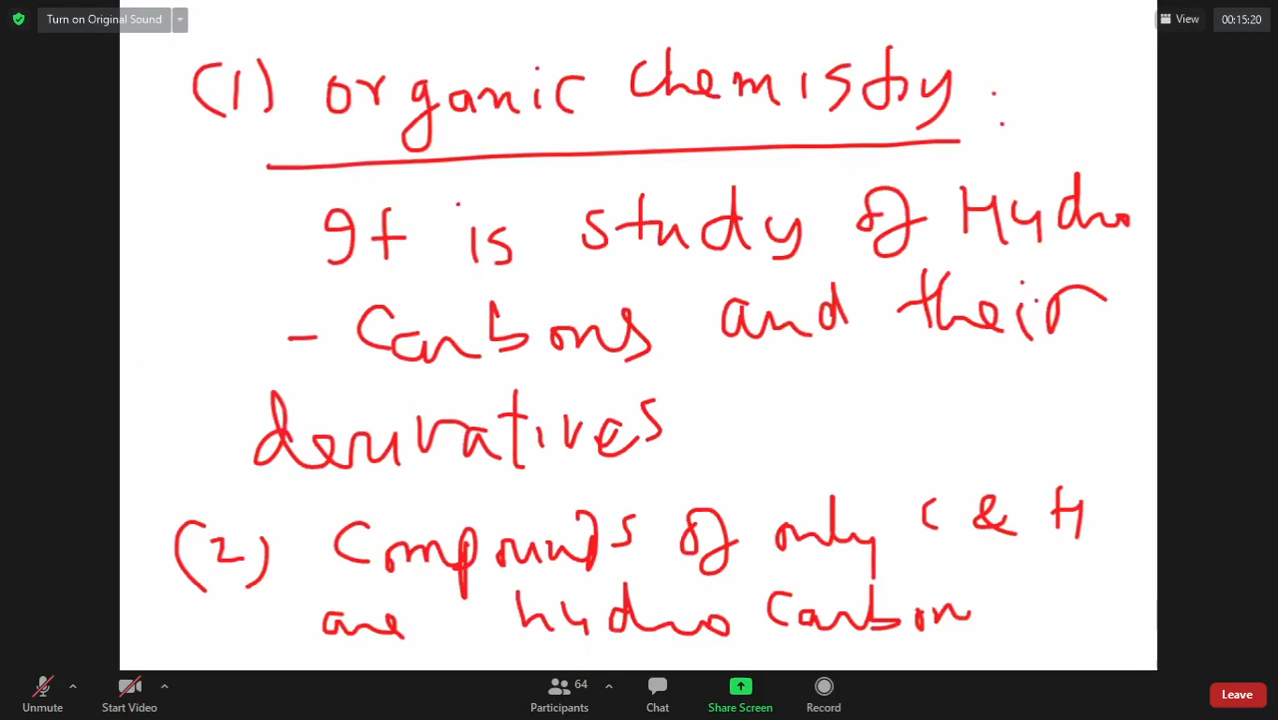 Turn on Original Sound
View
00:15:20
(1) organic chemistry :
It is study of Hydro
- Carbons and their
derivatives
(2) Compounds of only C & H
are hydro Carbon
Unmute
Start Video
64
Participants
Chat
Share Screen
Record
Leave